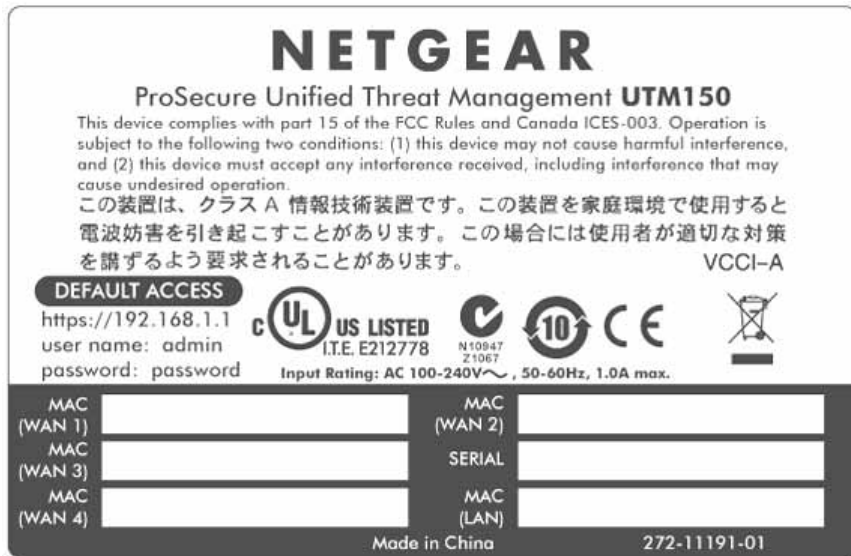 NETGEAR
ProSecure Unified Threat Management UTM150
This device complies with part 15 of the FCC Rules and Canada ICES-003. Operation is
subject to the following two conditions: (1) this device may not cause harmful interference,
and (2) this device must accept any interference received, including interference that may
cause undesired operation.
この装置は、クラス A 情報技術装置です。この装置を家庭環境で使用すると
電波妨害を引き起こすことがあります。この場合には使用者が適切な対策
を講ずるよう要求されることがあります。 VCCI-A
DEFAULT ACCESS
https://192.168.1.1
user name: admin
password: password
C UL US LISTED
I.T.E. E212778
N10947
Z1067
10
CE
Input Rating: AC 100-240V～, 50-60Hz, 1.0A max.
MAC
(WAN 1)
MAC
(WAN 2)
MAC
(WAN 3)
SERIAL
MAC
(WAN 4)
MAC
(LAN)
Made in China 272-11191-01